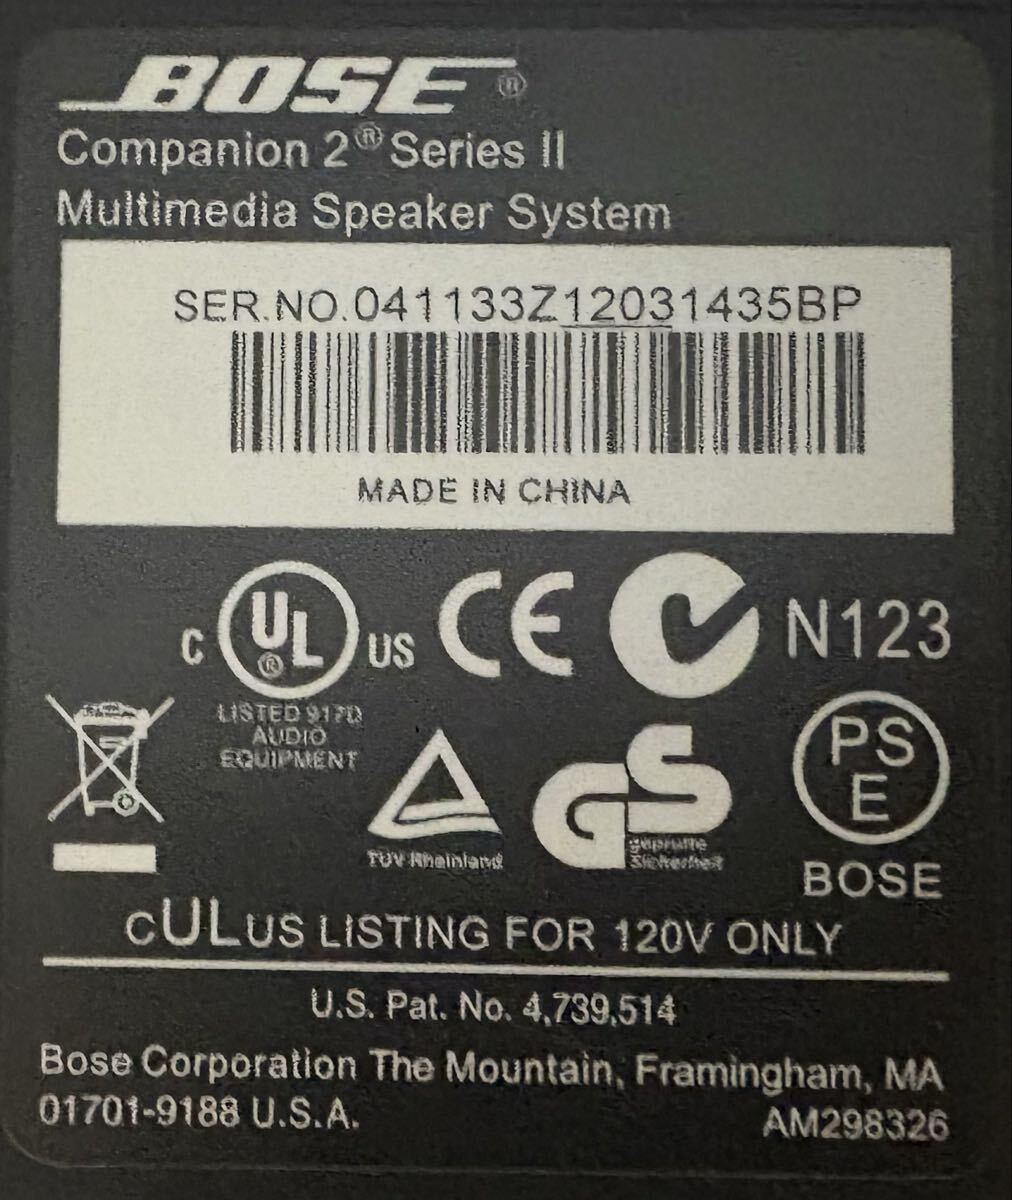 BOSE®
Companion 2® Series II
Multimedia Speaker System
SER.NO.041133Z12031435BP
MADE IN CHINA
C UL® US
LISTED 917D
AUDIO
EQUIPMENT
CE
N123
TÜV Rheinland
GS
geprüfte
Sicherheit
PS
E
BOSE
CULUS LISTING FOR 120V ONLY
U.S. Pat. No. 4,739,514
Bose Corporation The Mountain, Framingham, MA
01701-9188 U.S.A.
AM298326